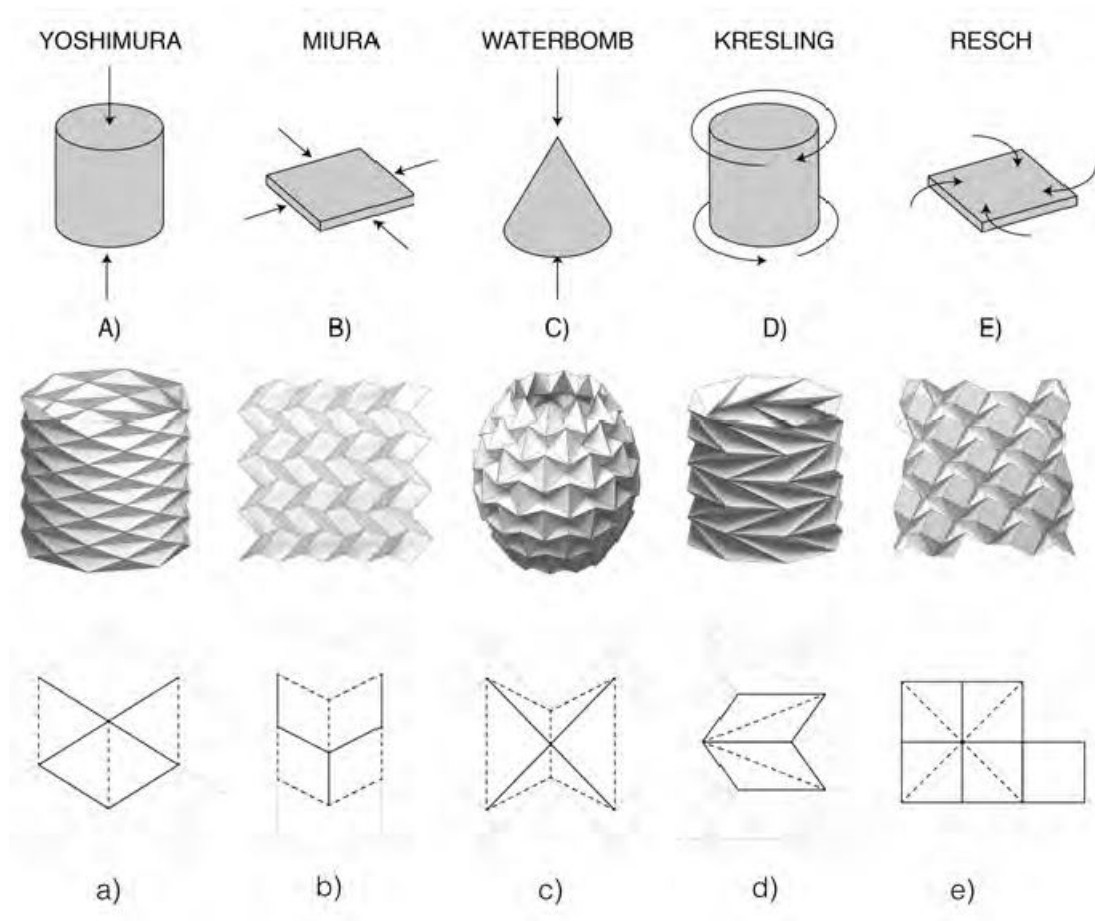 YOSHIMURA MIURA WATERBOMB KRESLING RESCH
A) B) C) D) E)
a) b) c) d) e)